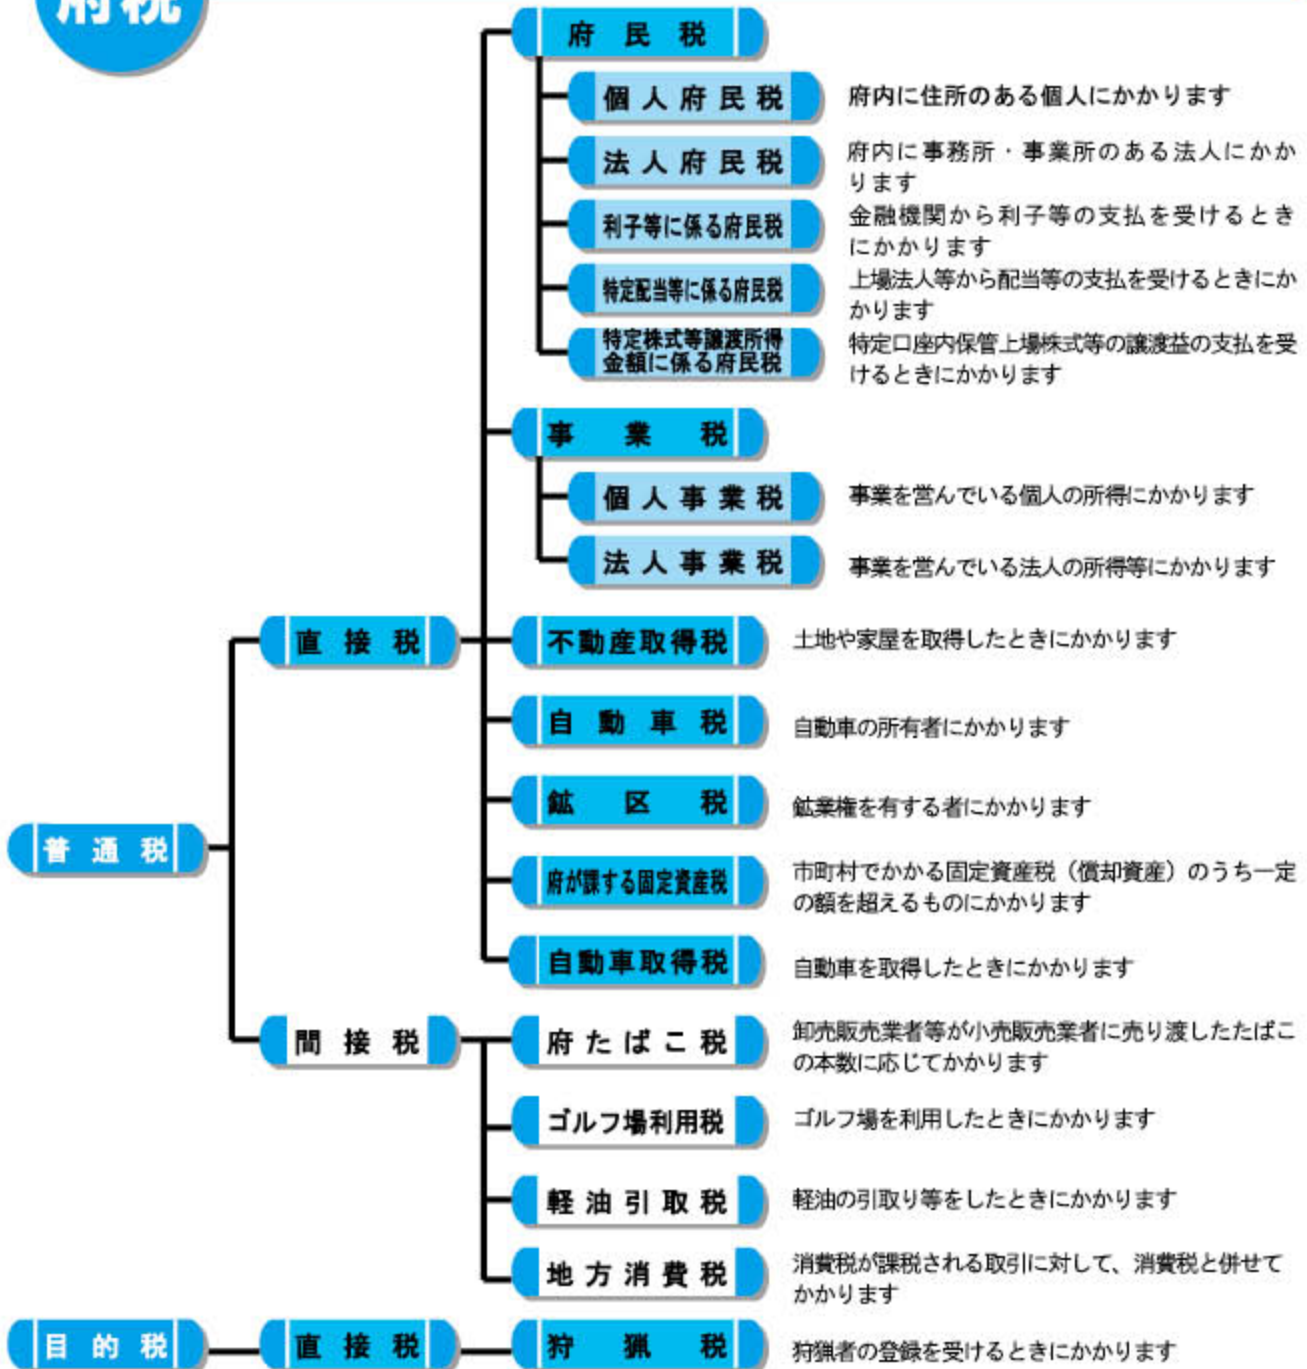 府税
府民税
個人府民税
府内に住所のある個人にかかります
法人府民税
府内に事務所・事業所のある法人にかか
ります
利子等に係る府民税
金融機関から利子等の支払を受けるとき
にかかります
特定配当等に係る府民税
上場法人等から配当等の支払を受けるときにか
かります
特定株式等譲渡所得
金額に係る府民税
特定口座内保管上場株式等の譲渡益の支払を受
けるときにかかります
事業税
個人事業税
事業を営んでいる個人の所得にかかります
法人事業税
事業を営んでいる法人の所得等にかかります
直接税
不動産取得税
土地や家屋を取得したときにかかります
自動車税
自動車の所有者にかかります
鉱区税
鉱業権を有する者にかかります
普通税
府が課する固定資産税
市町村でかかる固定資産税（償却資産）のうち一定
の額を超えるものにかかります
自動車取得税
自動車を取得したときにかかります
間接税
府たばこ税
卸売販売業者等が小売販売業者に売り渡したたばこ
の本数に応じてかかります
ゴルフ場利用税
ゴルフ場を利用したときにかかります
軽油引取税
軽油の引取り等をしたときにかかります
地方消費税
消費税が課税される取引に対して、消費税と併せて
かかります
目的税
直接税
狩猟税
狩猟者の登録を受けるときにかかります